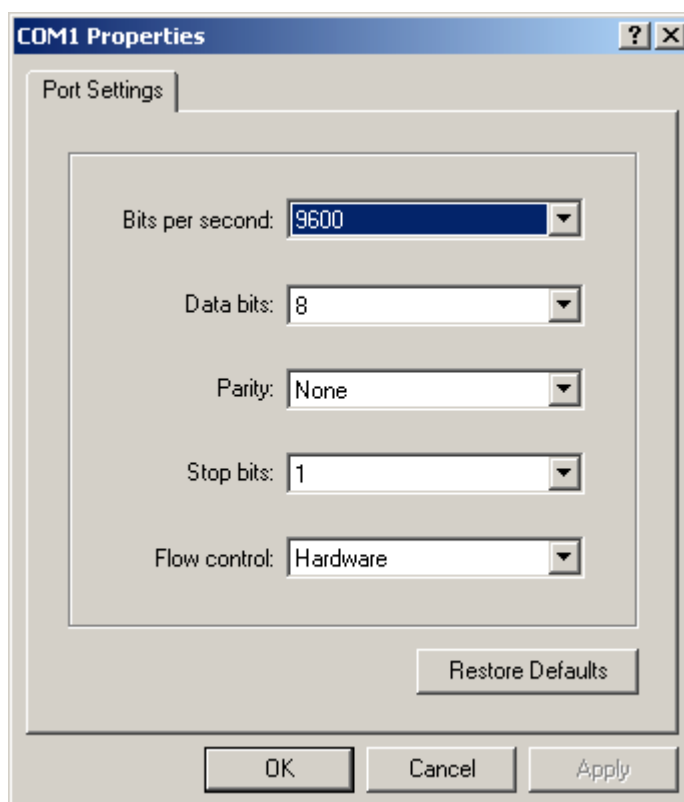 COM1 Properties
Port Settings
Bits per second: 9600
Data bits: 8
Parity: None
Stop bits: 1
Flow control: Hardware
Restore Defaults
OK Cancel Apply